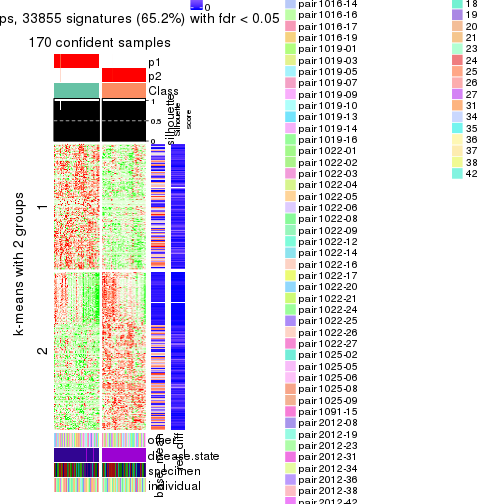 0
ps, 33855 signatures (65.2%) with fdr < 0.05
170 confident samples
p1
p2
Class
1
0.5
0
silhouette
Silhouette
score
k-means with 2 groups
1
2
other
disease.state
specimen
individual
base_mean
rel_diff
pair1016-14
pair1016-16
pair1016-17
pair1019-01
pair1019-03
pair1019-05
pair1019-07
pair1016-19
pair1019-10
pair1019-13
pair1019-14
pair1019-16
pair1022-01
pair1022-02
pair1022-03
pair1022-04
pair1022-05
pair1022-06
pair1022-08
pair1022-09
pair1022-12
pair1022-14
pair1022-16
pair1022-17
pair1022-20
pair1022-21
pair1022-24
pair1022-25
pair1022-26
pair1022-27
pair1025-02
pair1025-05
pair1025-06
pair1025-08
pair1025-09
pair1091-15
pair2012-08
pair2012-19
pair2012-23
pair2012-31
pair2012-34
pair2012-36
pair2012-38
pair2012-42
18
19
20
21
23
24
25
26
27
31
34
35
36
37
38
42